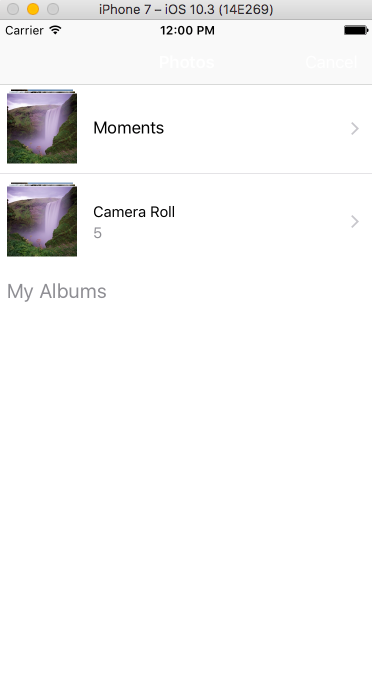 iPhone 7 – iOS 10.3 (14E269)
Carrier 12:00 PM
Photos Cancel
Moments
Camera Roll
5
My Albums